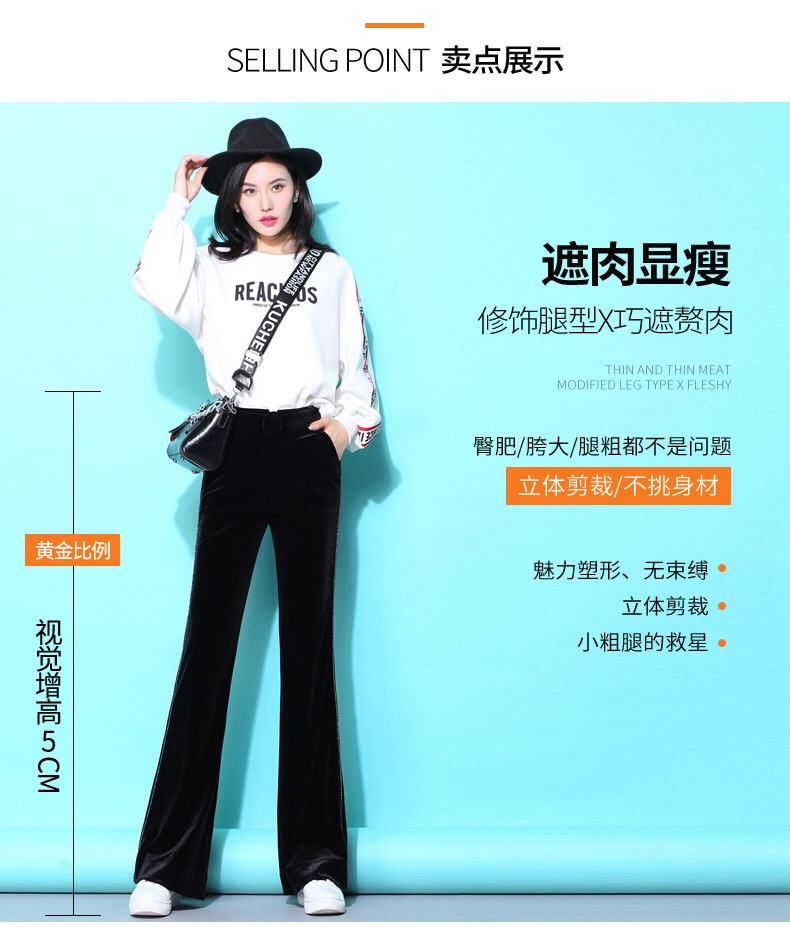 SELLING POINT 卖点展示
遮肉显瘦
修饰腿型X巧遮赘肉
THIN AND THIN MEAT
MODIFIED LEG TYPE X FLESHY
臀肥/胯大/腿粗都不是问题
立体剪裁/不挑身材
魅力塑形、无束缚
立体剪裁
小粗腿的救星
黄金比例
视觉增高5CM
KUCHE